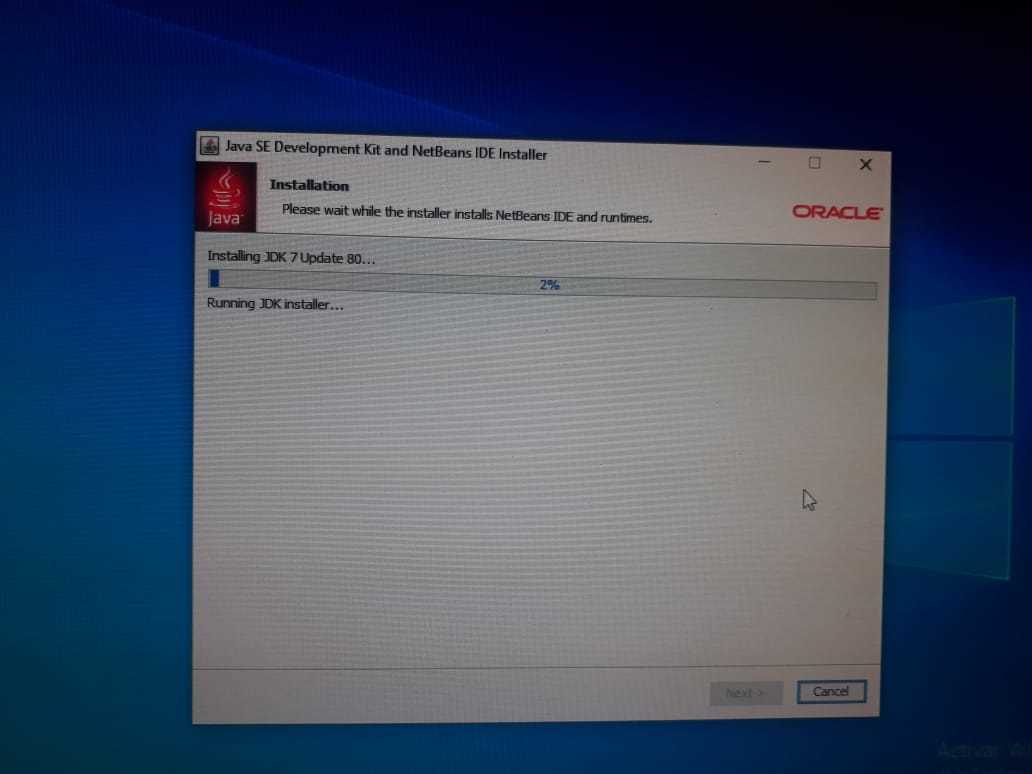 Java SE Development Kit and NetBeans IDE Installer
Installation
Please wait while the installer installs NetBeans IDE and runtimes.
Java
ORACLE
Installing JDK 7 Update 80...
2%
Running JDK installer...
Next >
Cancel
Activar